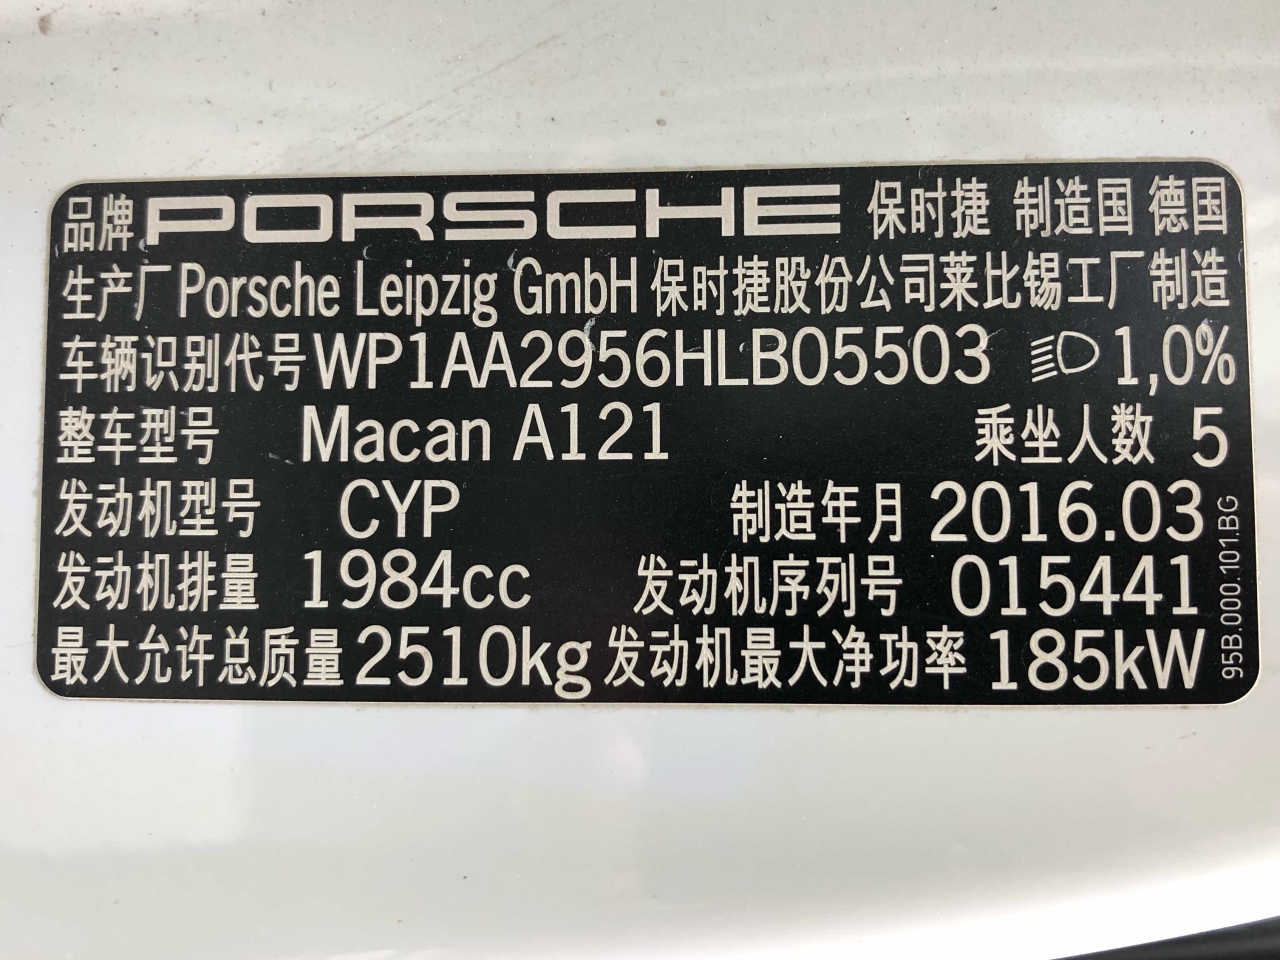 品牌 PORSCHE 保时捷 制造国 德国
生产厂 Porsche Leipzig GmbH 保时捷股份公司莱比锡工厂制造
车辆识别代号 WP1AA2956HLB05503 1,0%
整车型号 Macan A121 乘坐人数 5
发动机型号 CYP 制造年月 2016.03
发动机排量 1984cc 发动机序列号 015441
最大允许总质量 2510kg 发动机最大净功率 185kW
95B.000.101.BG